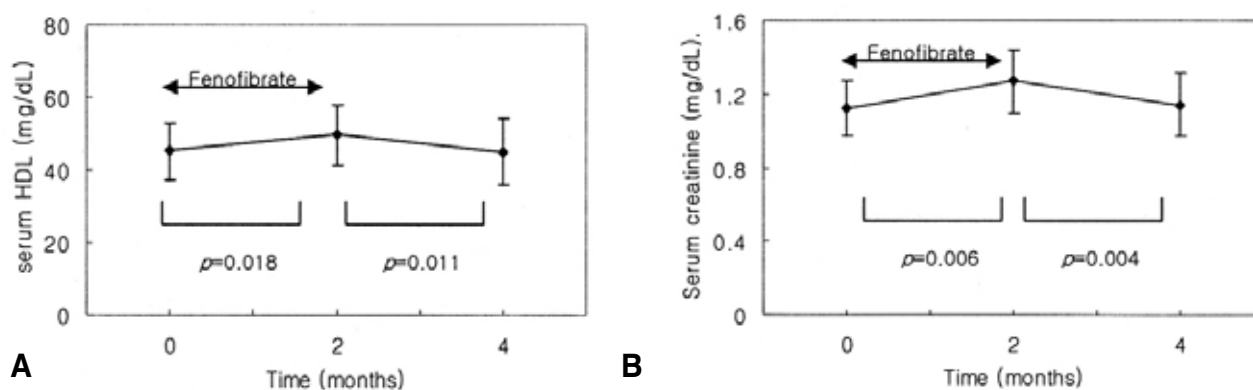 80
60
40
20
0
serum HDL (mg/dL)
Fenofibrate
p=0.018
p=0.011
0
2
4
Time (months)
A
1.6
1.2
0.8
0.4
0
Serum creatinine (mg/dL).
Fenofibrate
p=0.006
p=0.004
0
2
4
Time (months)
B